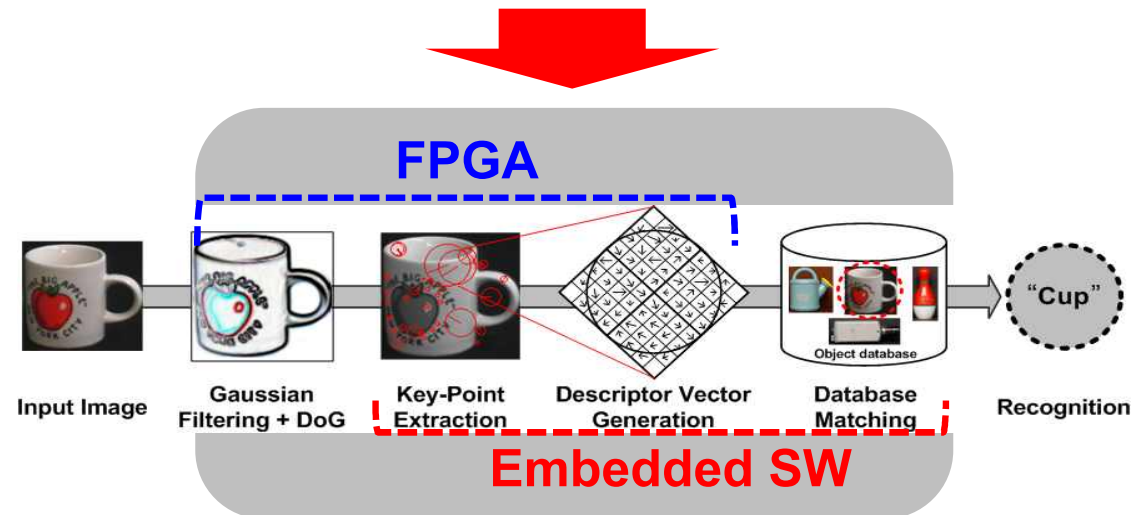 FPGA
Input Image
Gaussian
Filtering + DoG
Key-Point
Extraction
Descriptor Vector
Generation
Object database
Database
Matching
"Cup"
Recognition
Embedded SW